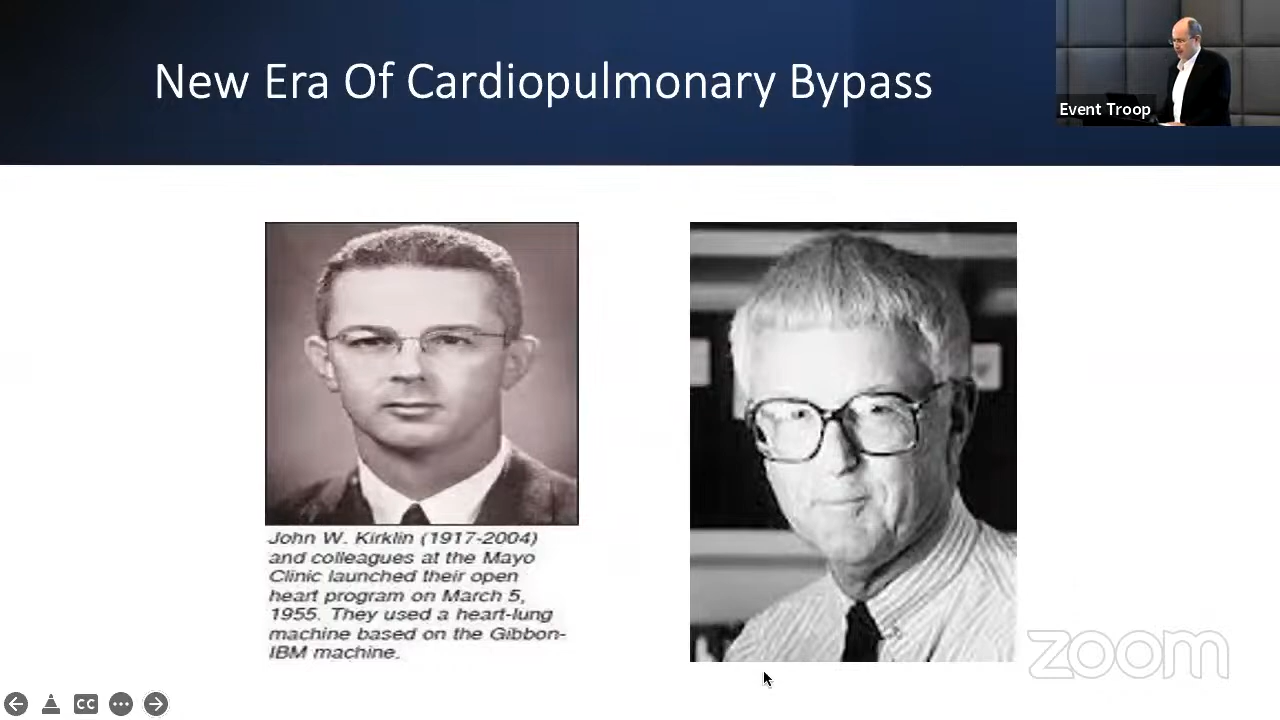 New Era Of Cardiopulmonary Bypass
Event Troop
John W. Kirklin (1917-2004)
and colleagues at the Mayo
Clinic launched their open
heart program on March 5,
1955. They used a heart-lung
machine based on the Gibbon-
IBM machine.
zoom
CC